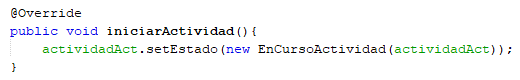 @Override
public void iniciarActividad(){
    actividadAct.setEstado(new EnCursoActividad(actividadAct));
}